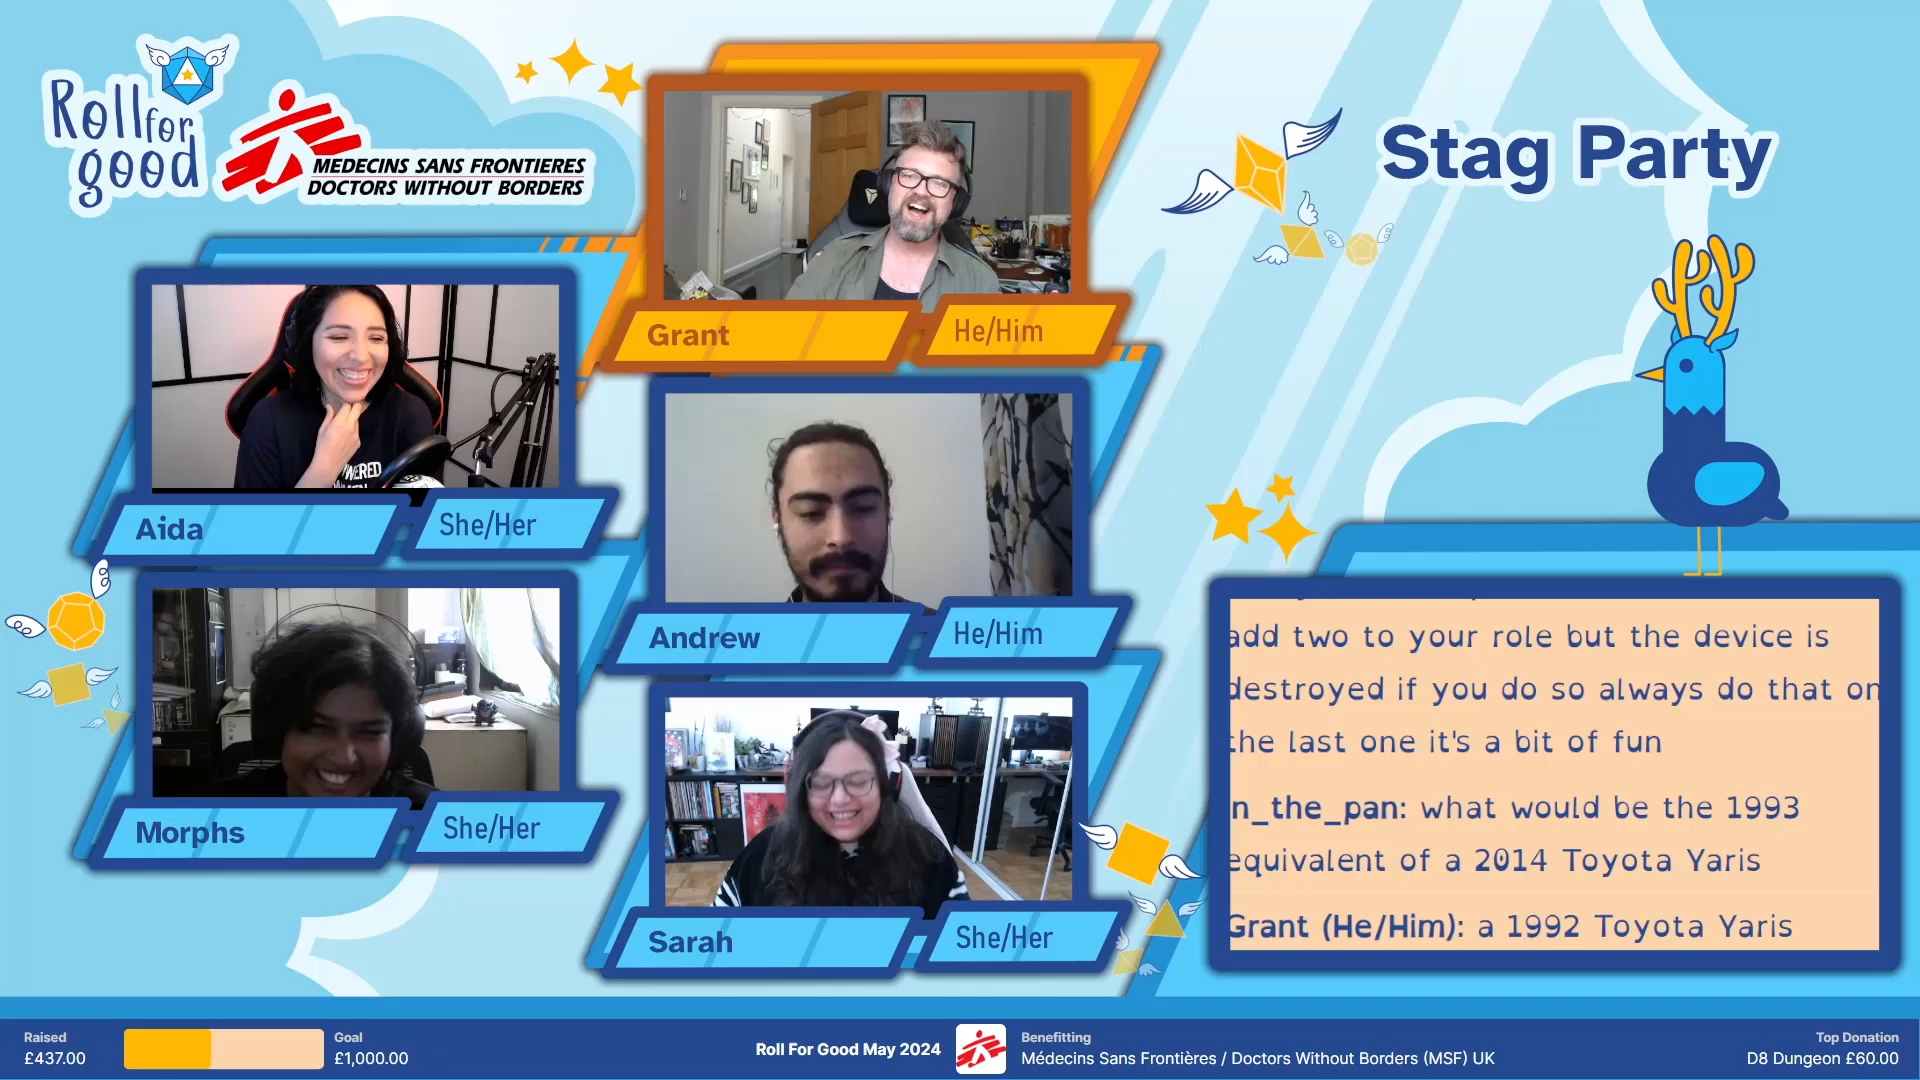 Roll for good
MEDECINS SANS FRONTIERES
DOCTORS WITHOUT BORDERS
Stag Party
Grant
He/Him
Aida
She/Her
Andrew
He/Him
Morphs
She/Her
Sarah
She/Her
add two to your role but the device is
destroyed if you do so always do that on
the last one it's a bit of fun
n_the_pan: what would be the 1993
equivalent of a 2014 Toyota Yaris
Grant (He/Him): a 1992 Toyota Yaris
Raised
£437.00
Goal
£1,000.00
Roll For Good May 2024
Benefitting
Médecins Sans Frontières / Doctors Without Borders (MSF) UK
Top Donation
D8 Dungeon £60.00